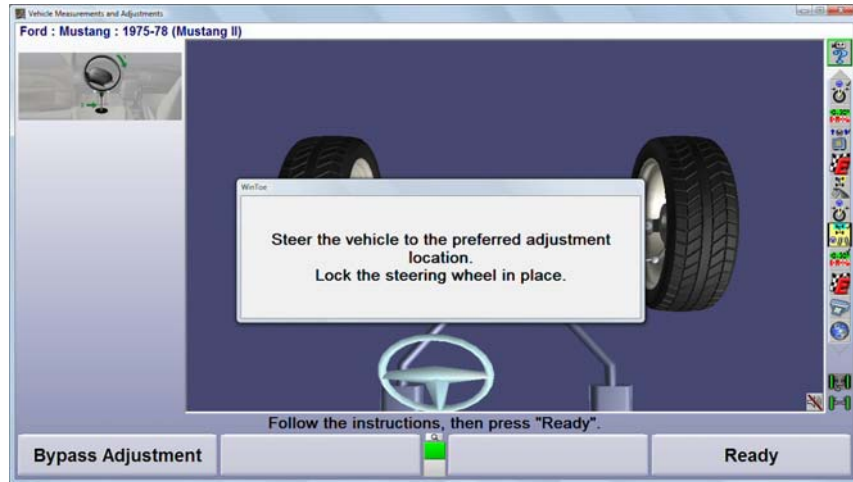 Vehicle Measurements and Adjustments
Ford : Mustang : 1975-78 (Mustang II)
WinToe
Steer the vehicle to the preferred adjustment
location.
Lock the steering wheel in place.
Follow the instructions, then press "Ready".
Bypass Adjustment
Ready